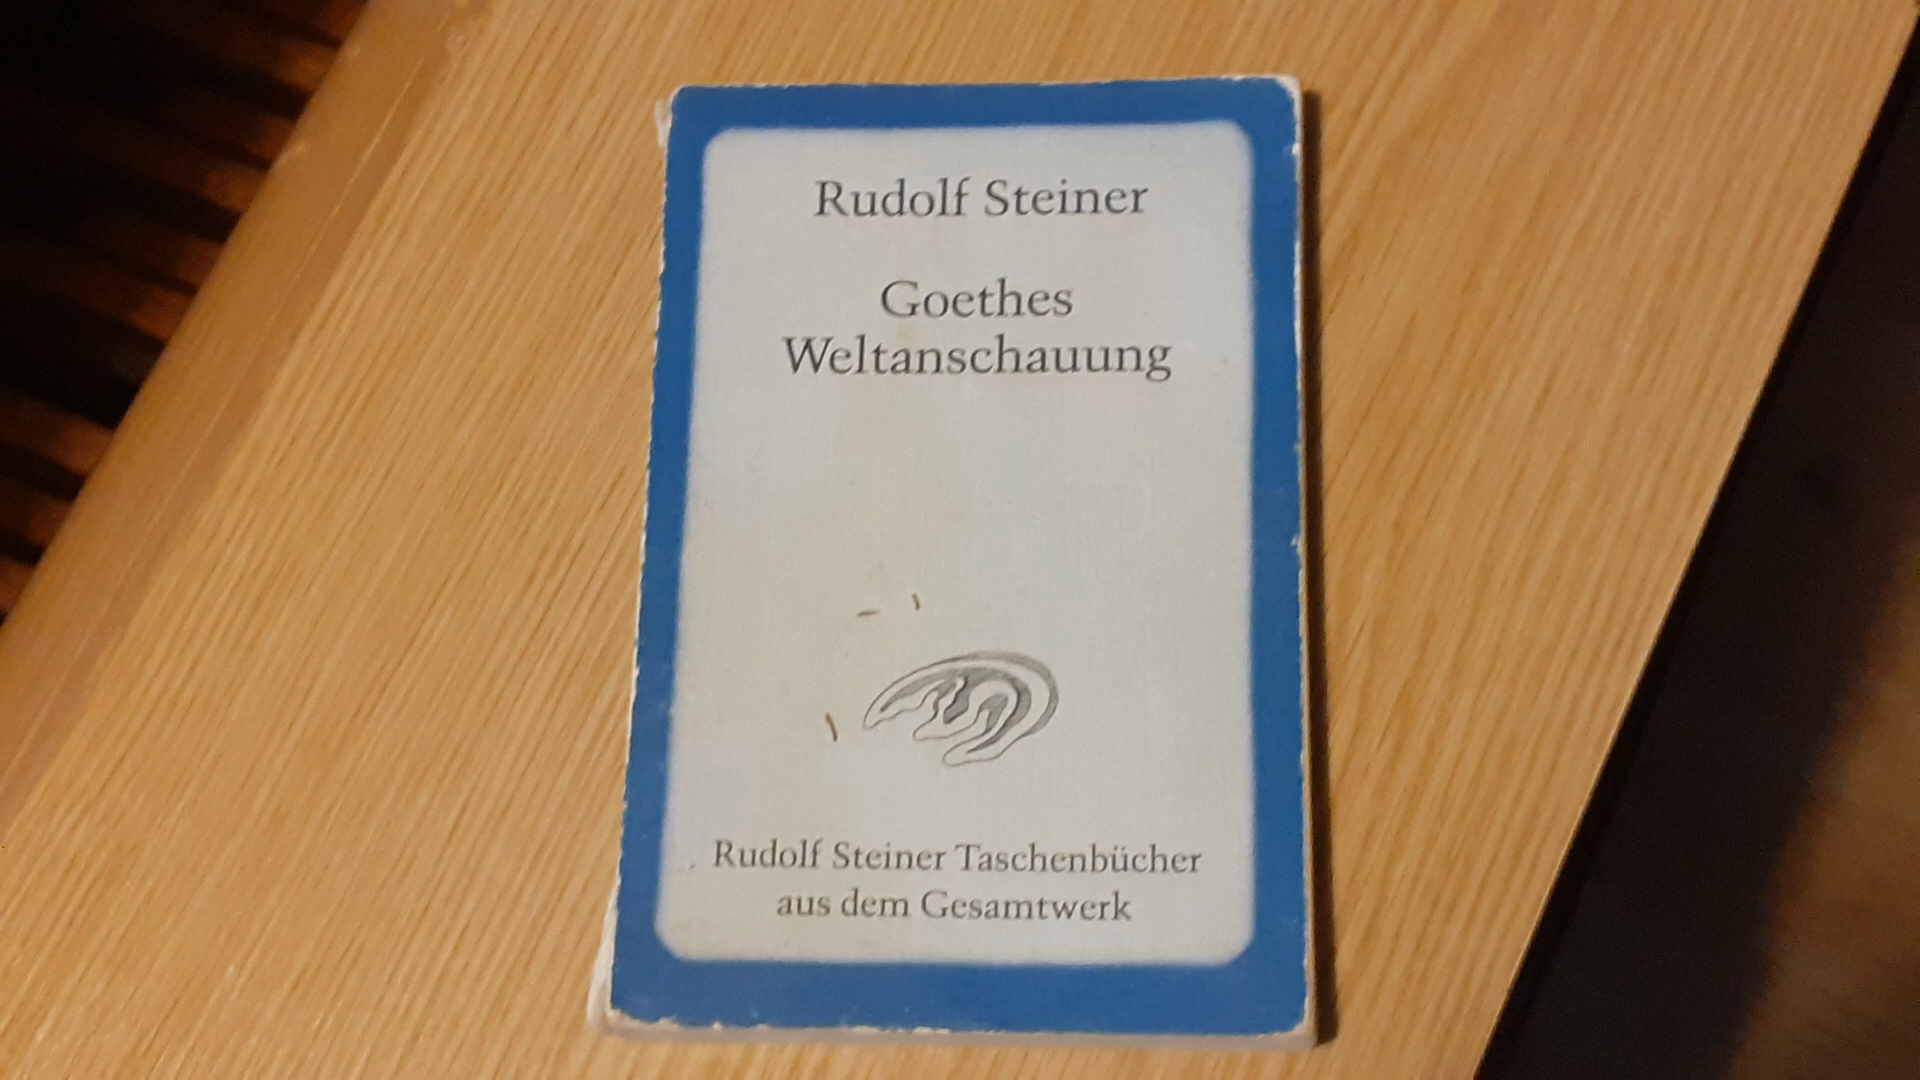 Rudolf Steiner
Goethes
Weltanschauung
Rudolf Steiner Taschenbücher
aus dem Gesamtwerk